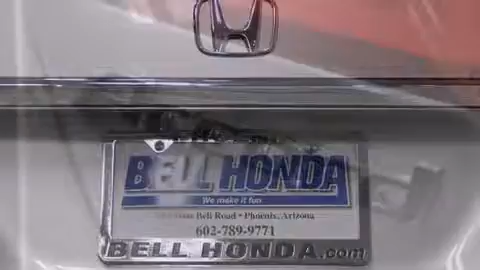 BELL HONDA
We make it fun
Bell Road • Phoenix, Arizona
602-789-9771
BELL HONDA.com